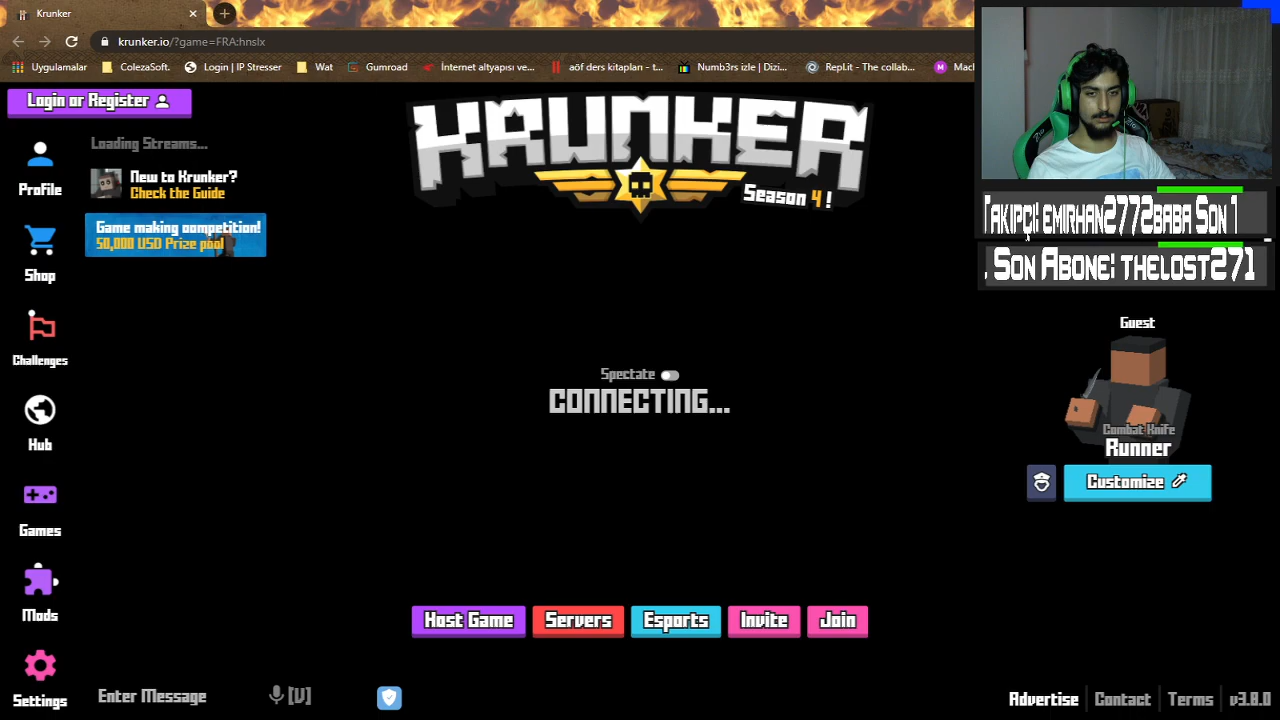 Krunker
krunker.io/?game=FRA:hnslx
Uygulamalar
ColezaSoft.
Login | IP Stresser
Wat
Gumroad
İnternet altyapısı ve...
aöf ders kitapları - t...
Numb3rs izle | Dizi...
Repl.it - The collab...
Login or Register
Loading Streams...
Profile
New to Krunker?
Check the Guide
Game making competition!
50,000 USD Prize pool
Shop
Challenges
Hub
Games
Mods
Settings
KRUNKER
Season 4!
Spectate
CONNECTING...
Host Game
Servers
Esports
Invite
Join
Enter Message
[V]
Takipçi: emirhan2772baba Son
. Son Abone: thelost271
Guest
Combat Knife
Runner
Customize
Advertise
Contact
Terms
v3.8.0